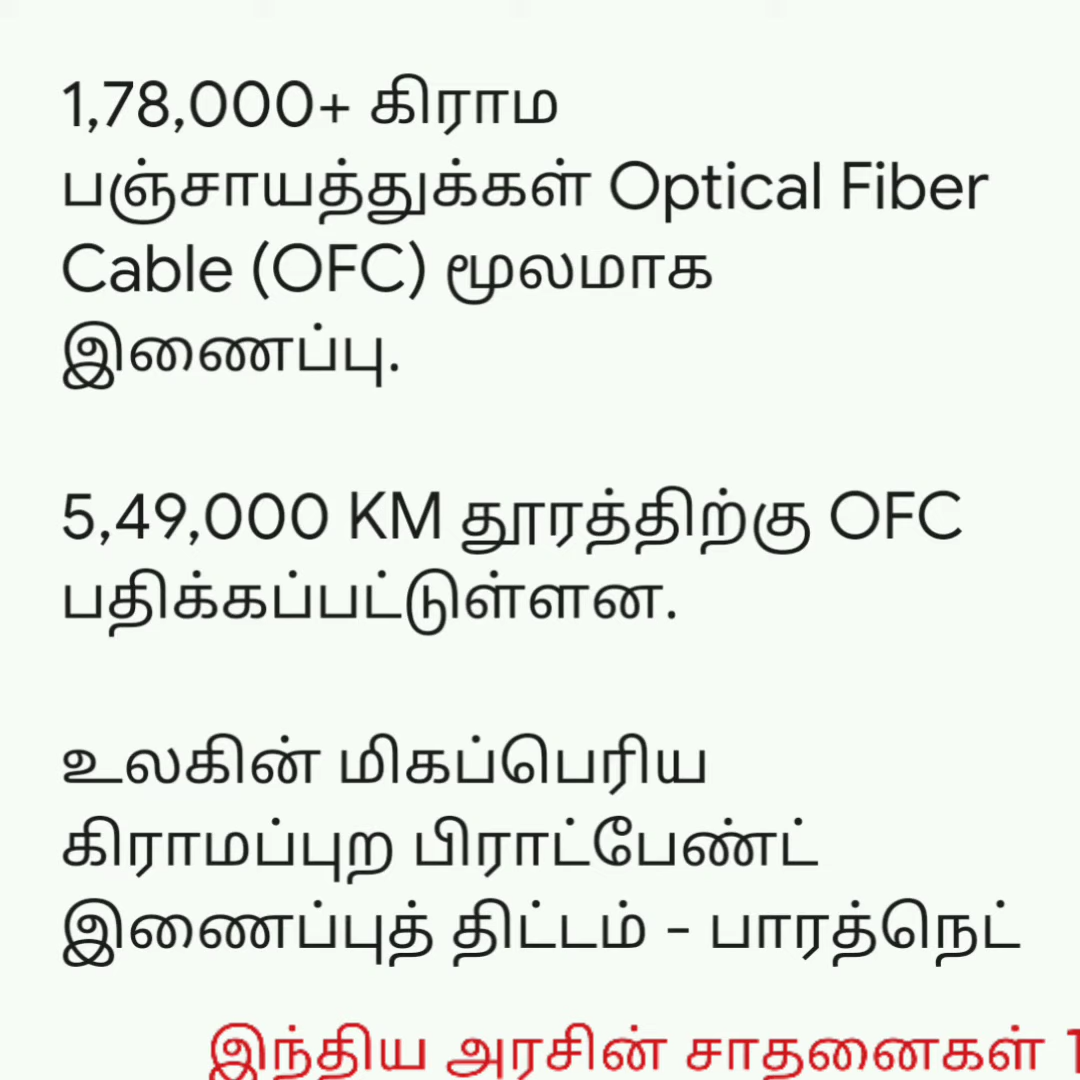 1,78,000+ கிராம
பஞ்சாயத்துக்கள் Optical Fiber
Cable (OFC) மூலமாக
இணைப்பு.
5,49,000 KM தூரத்திற்கு OFC
பதிக்கப்பட்டுள்ளன.
உலகின் மிகப்பெரிய
கிராமப்புற பிராட்பேண்ட்
இணைப்புத் திட்டம் - பாரத்நெட்
இந்திய அரசின் சாதனைகள்